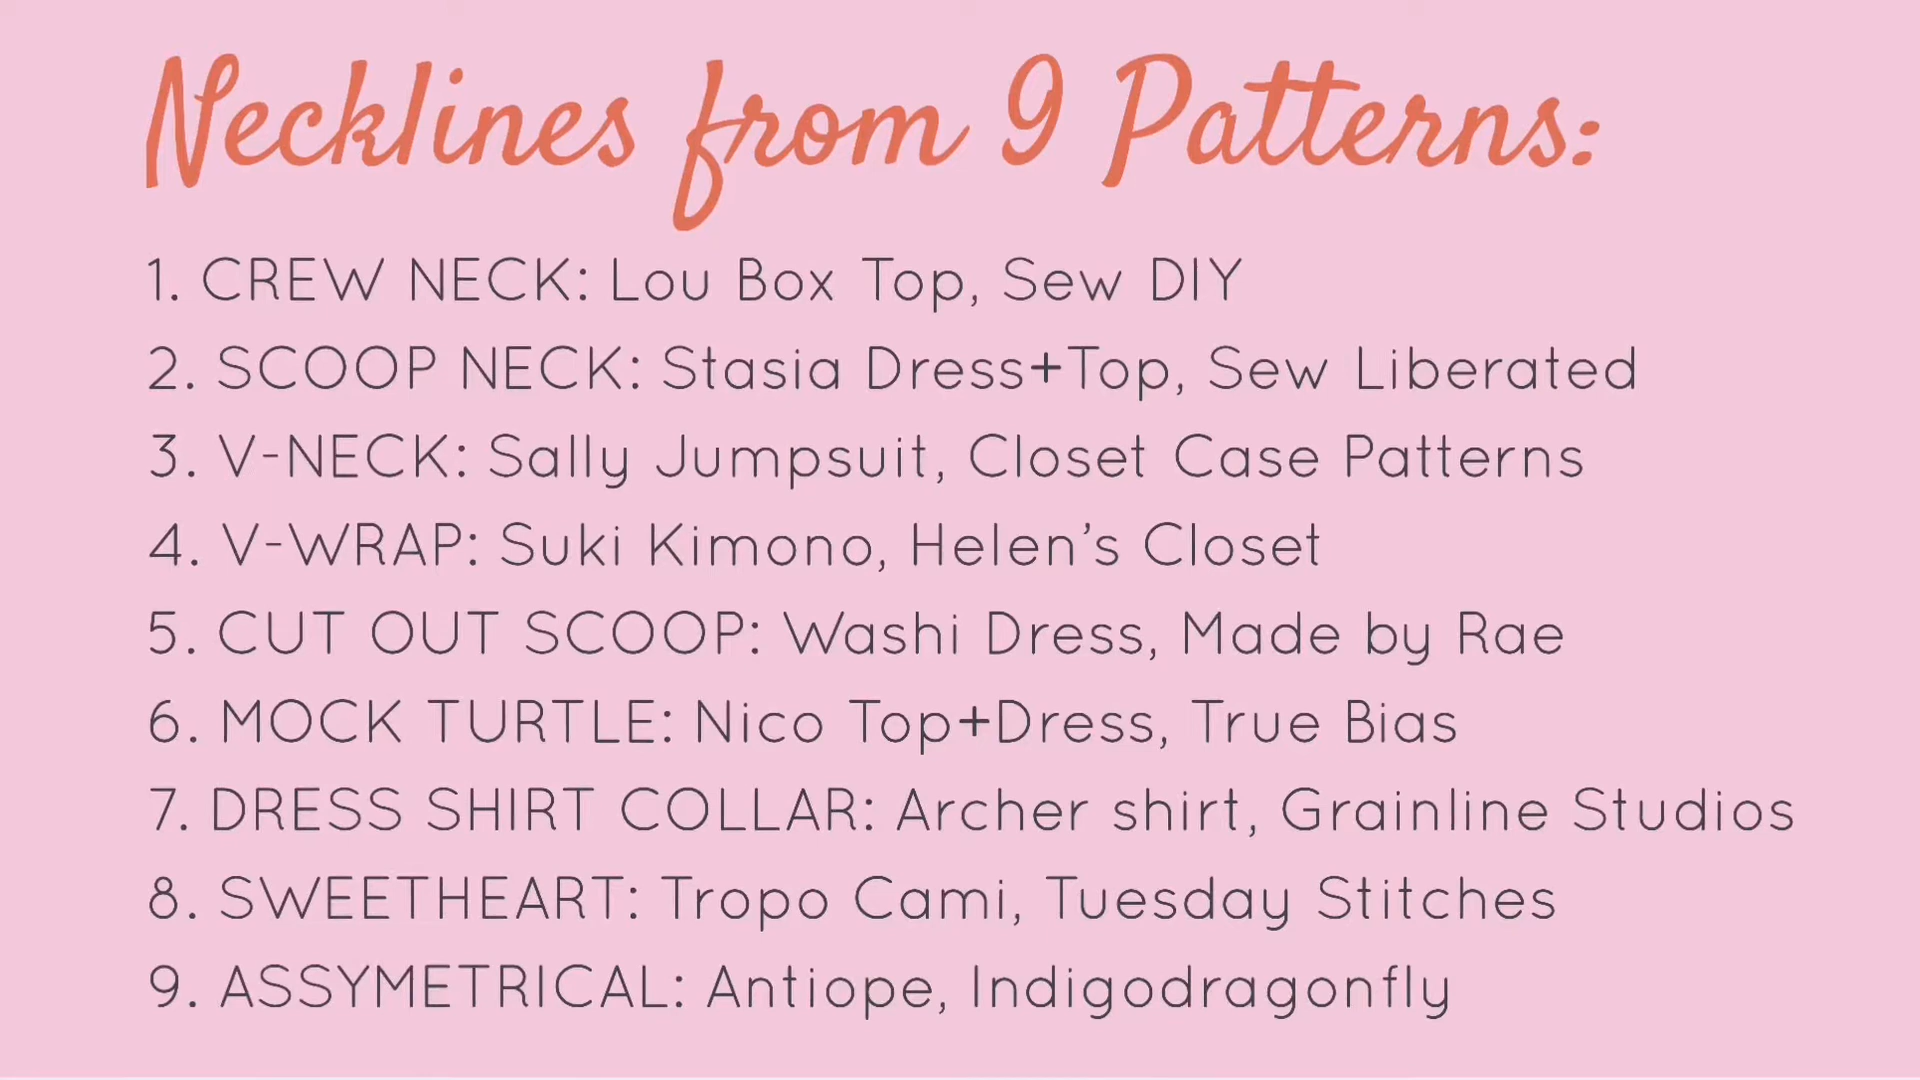 Necklines from 9 Patterns:
1. CREW NECK: Lou Box Top, Sew DIY
2. SCOOP NECK: Stasia Dress+Top, Sew Liberated
3. V-NECK: Sally Jumpsuit, Closet Case Patterns
4. V-WRAP: Suki Kimono, Helen’s Closet
5. CUT OUT SCOOP: Washi Dress, Made by Rae
6. MOCK TURTLE: Nico Top+Dress, True Bias
7. DRESS SHIRT COLLAR: Archer shirt, Grainline Studios
8. SWEETHEART: Tropo Cami, Tuesday Stitches
9. ASSYMETRICAL: Antiope, Indigodragonfly